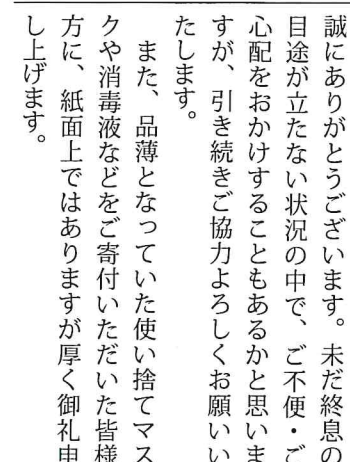 誠にありがとうございます。未だ終息の
目途が立たない状況の中で、ご不便・ご
心配をおかけすることもあるかと思いま
すが、引き続きご協力よろしくお願いい
たします。
また、品薄となっていた使い捨てマス
クや消毒液などをご寄付いただいた皆様
方に、紙面上ではありますが厚く御礼申
し上げます。